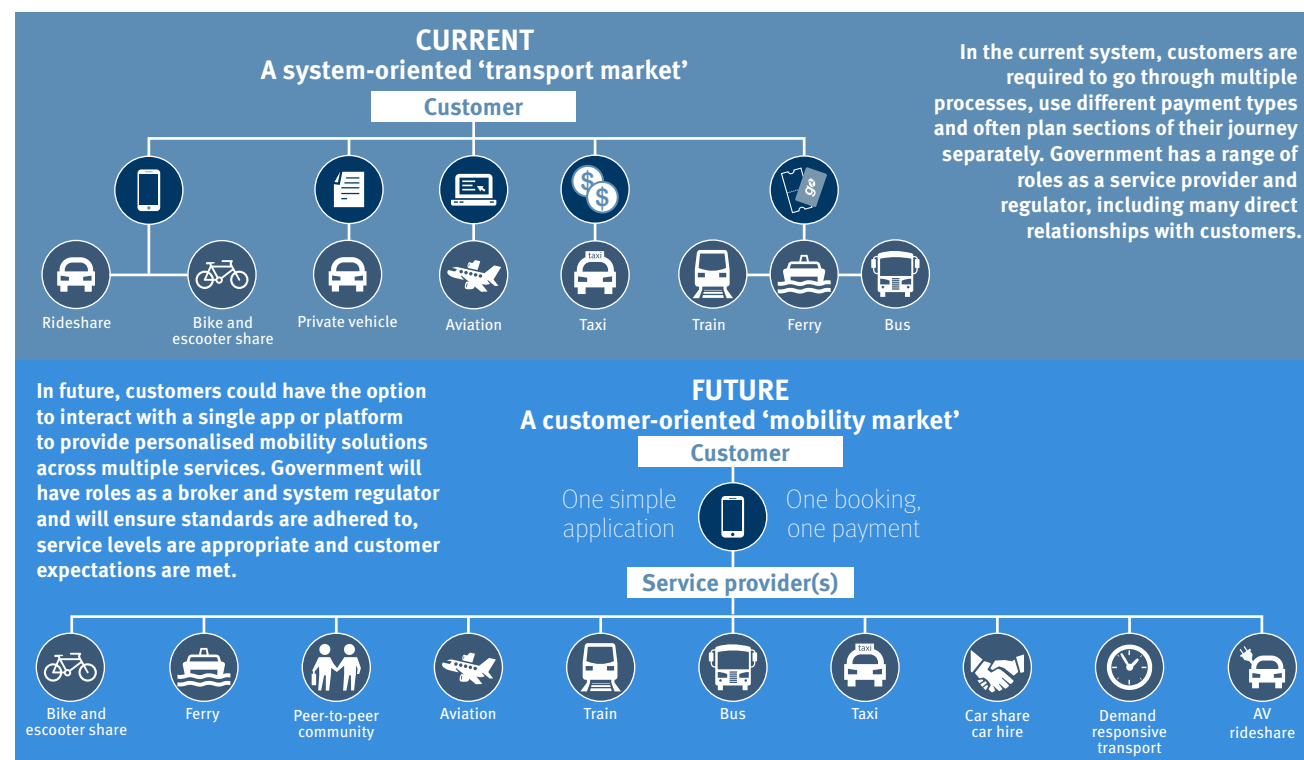 CURRENT
A system-oriented ‘transport market’
Customer
In the current system, customers are
required to go through multiple
processes, use different payment types
and often plan sections of their journey
separately. Government has a range of
roles as a service provider and
regulator, including many direct
relationships with customers.
$
$
go
taxi
Rideshare
Bike and
escooter share
Private vehicle
Aviation
Taxi
Train
Ferry
Bus
In future, customers could have the option
to interact with a single app or platform
to provide personalised mobility solutions
across multiple services. Government will
have roles as a broker and system regulator
and will ensure standards are adhered to,
service levels are appropriate and customer
expectations are met.
FUTURE
A customer-oriented ‘mobility market’
Customer
One simple
application
One booking,
one payment
Service provider(s)
taxi
Bike and
escooter share
Ferry
Peer-to-peer
community
Aviation
Train
Bus
Taxi
Car share
car hire
Demand
responsive
transport
AV
rideshare